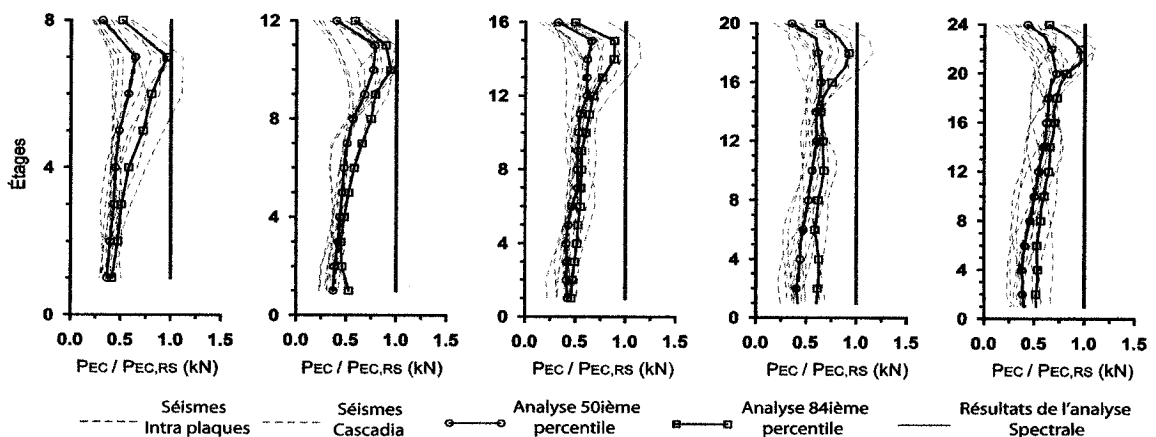 8 12 16 20 24
20
16 16
8 12
12 12
4 8 8
4 8
4 4 4
0 0 0 0 0
Étages
0.0 0.5 1.0 1.5 0.0 0.5 1.0 1.5 0.0 0.5 1.0 1.5 0.0 0.5 1.0 1.5 0.0 0.5 1.0 1.5
PEC / PEC,RS (kN) PEC / PEC,RS (kN) PEC / PEC,RS (kN) PEC / PEC,RS (kN) PEC / PEC,RS (kN)
Séismes Intra plaques
Séismes Cascadia
Analyse 50ième percentile
Analyse 84ième percentile
Résultats de l'analyse Spectrale